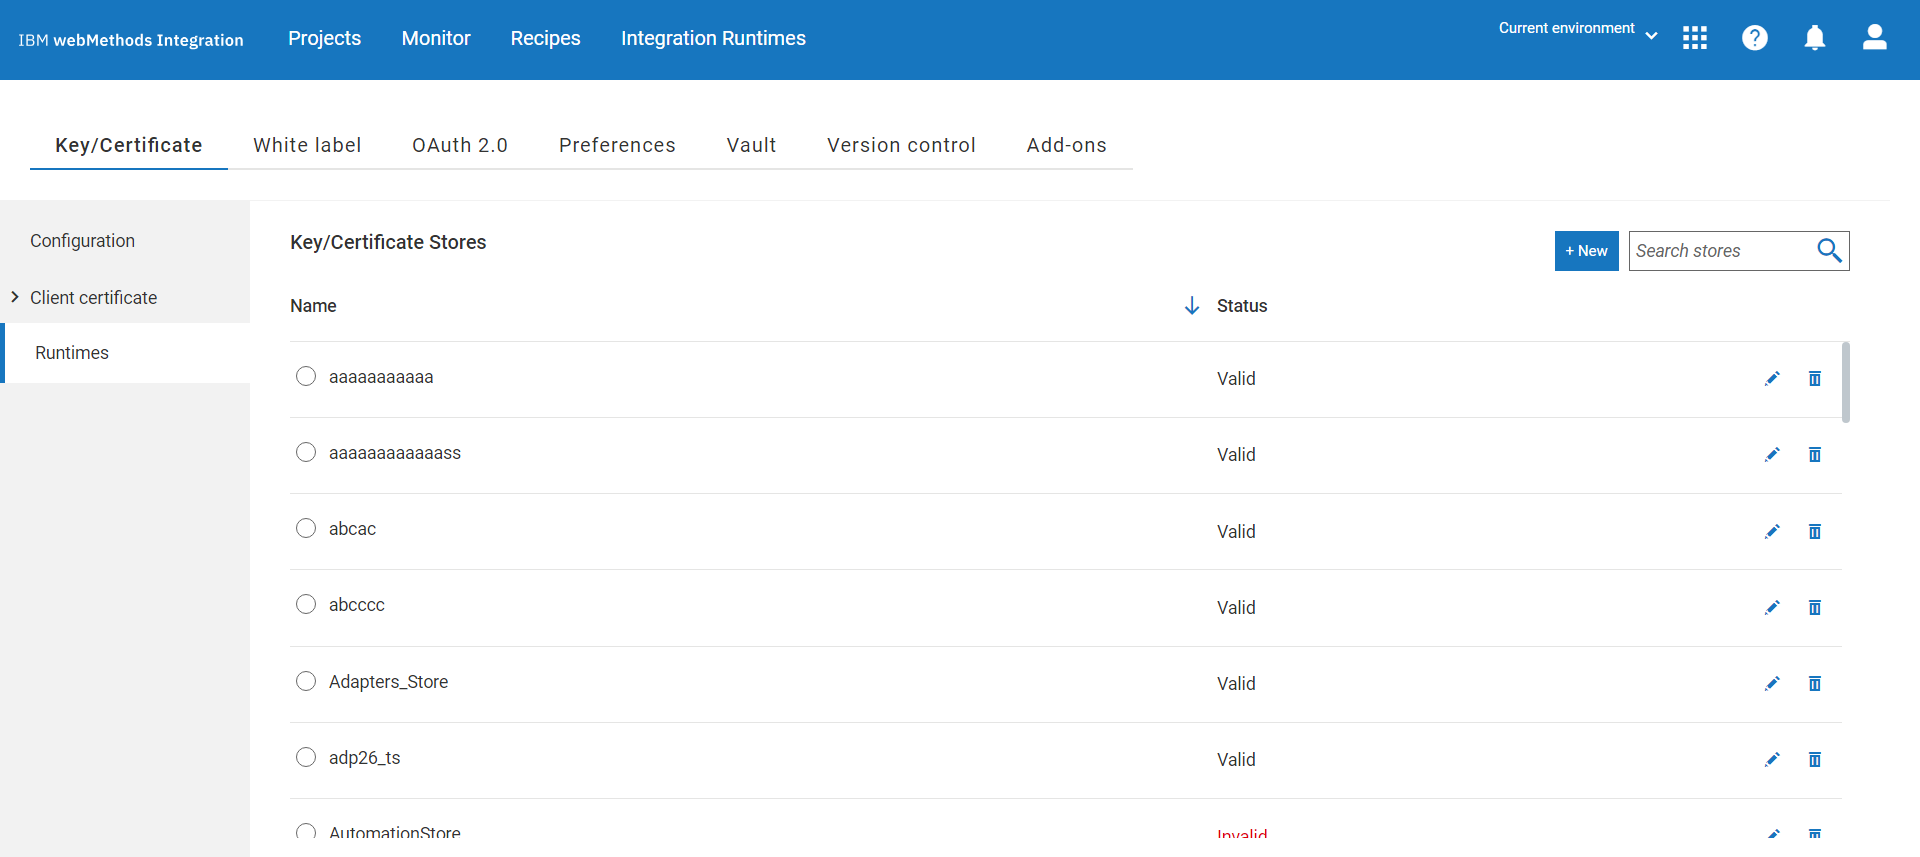 IBM webMethods Integration Projects Monitor Recipes Integration Runtimes Current environment
Key/Certificate White label OAuth 2.0 Preferences Vault Version control Add-ons
Configuration
Client certificate
Runtimes
Key/Certificate Stores
+ New Search stores
Name Status
aaaaaaaaaaa Valid
aaaaaaaaaaaass Valid
abcac Valid
abcccc Valid
Adapters_Store Valid
adp26_ts Valid
AutomationStore Invalid